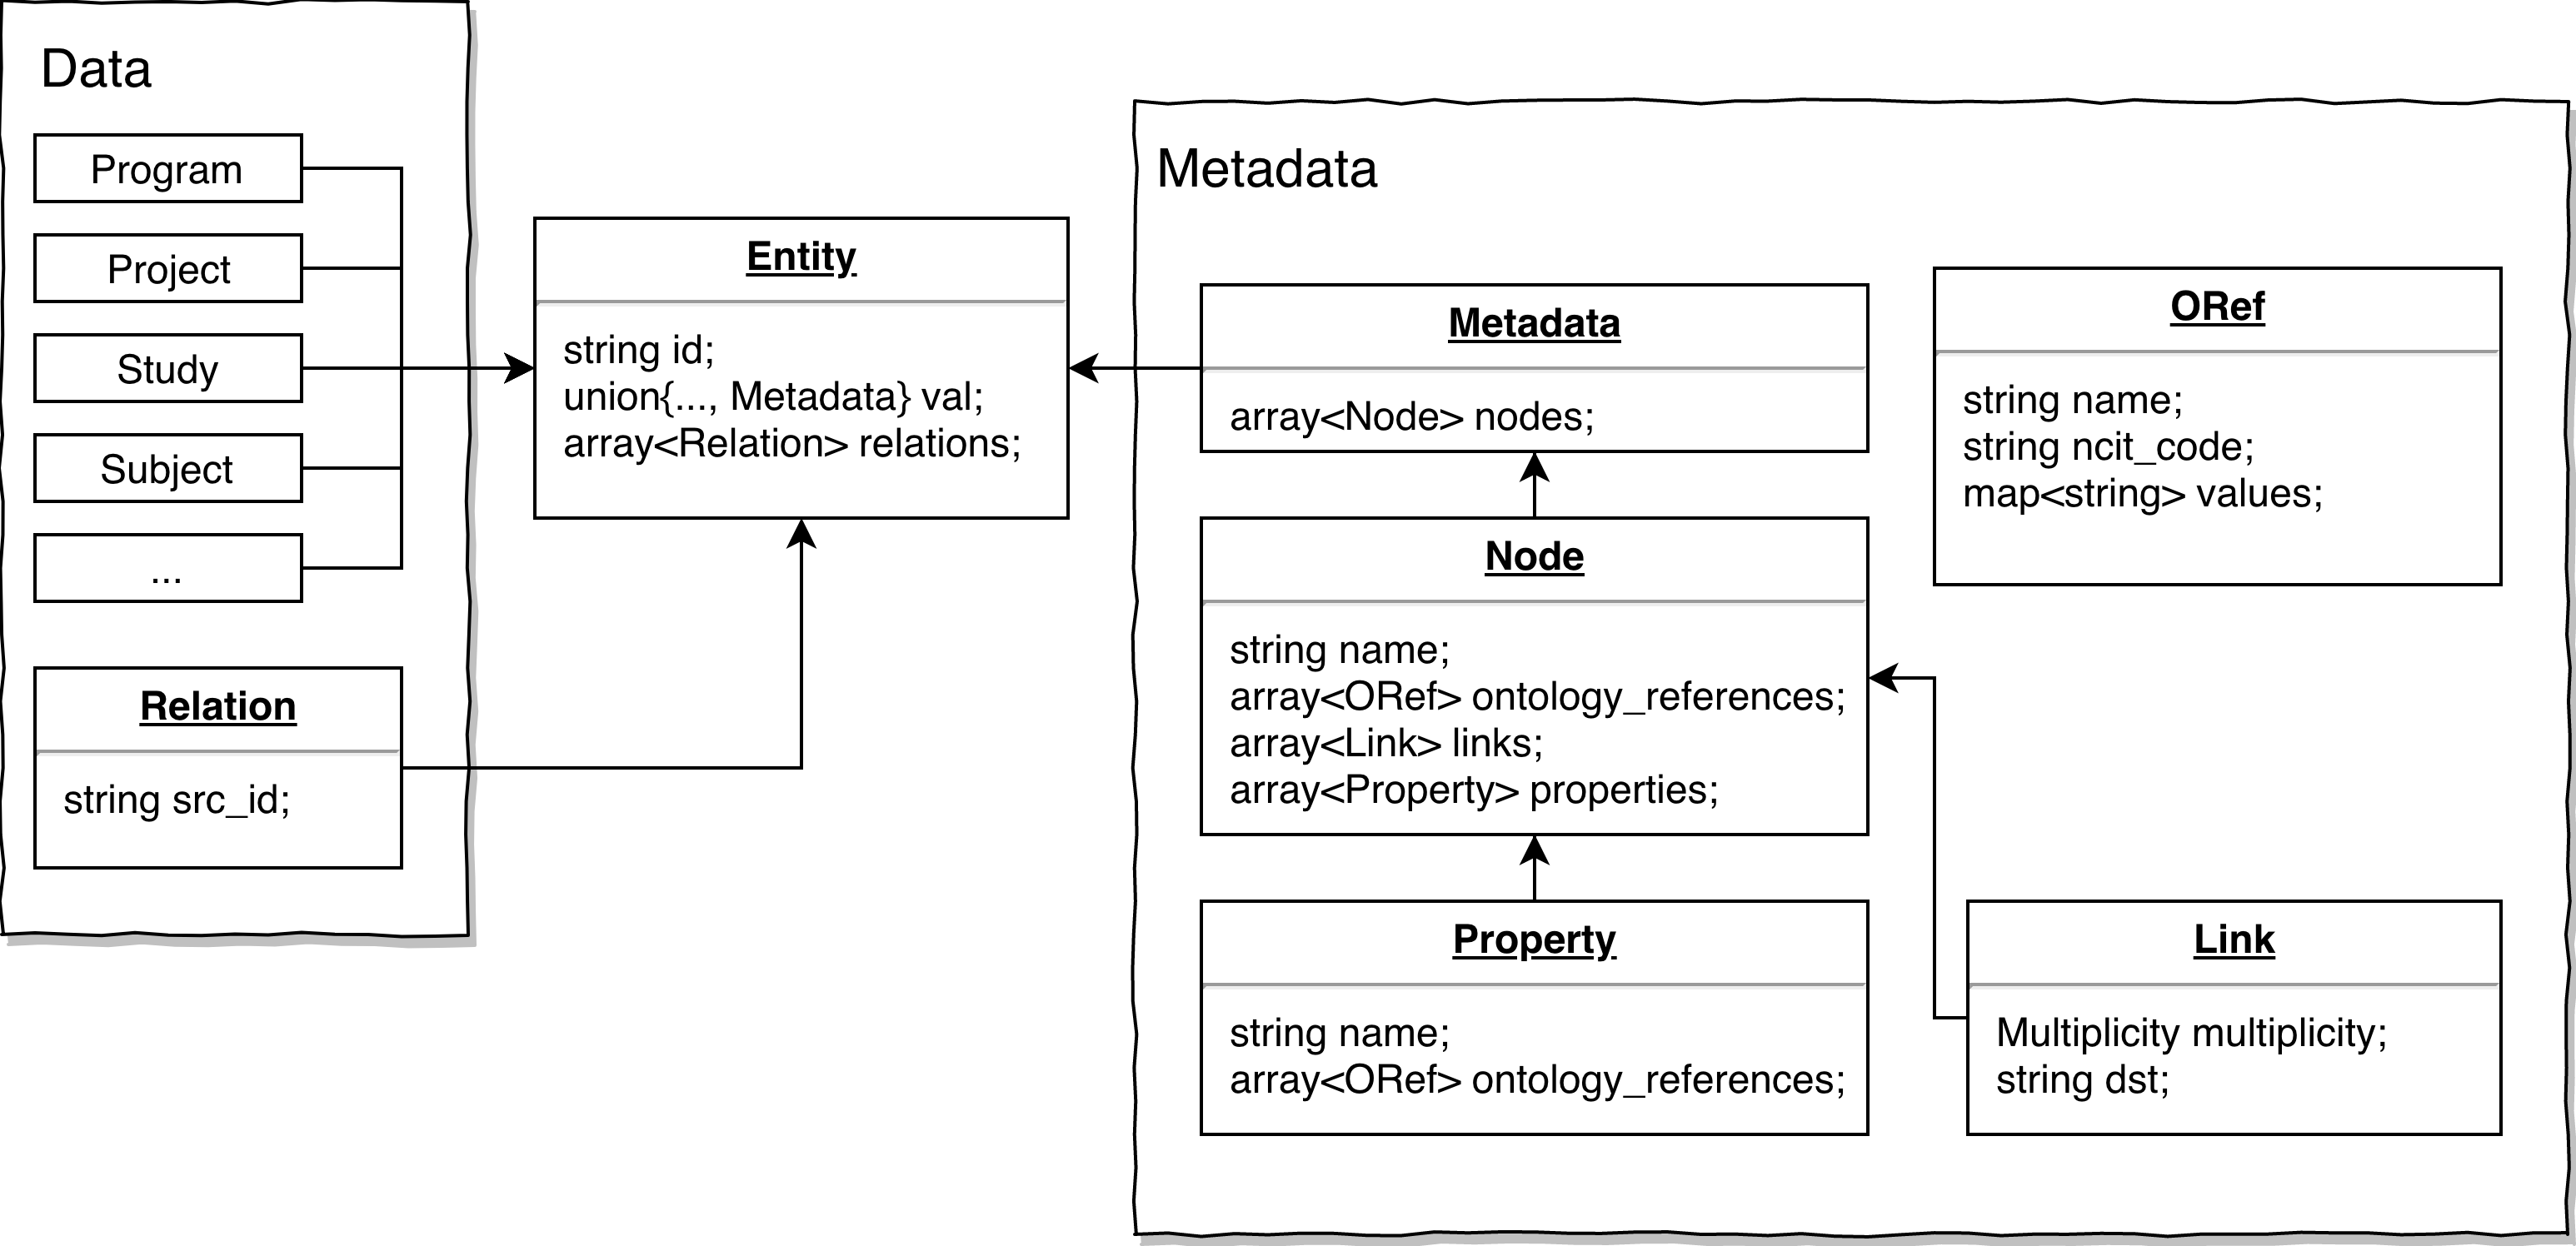 Data
Program
Project
Study
Subject
...
Relation
string src_id;
Entity
string id;
union{..., Metadata} val;
array<Relation> relations;
Metadata
Metadata
array<Node> nodes;
Node
string name;
array<ORef> ontology_references;
array<Link> links;
array<Property> properties;
Property
string name;
array<ORef> ontology_references;
ORef
string name;
string ncit_code;
map<string> values;
Link
Multiplicity multiplicity;
string dst;